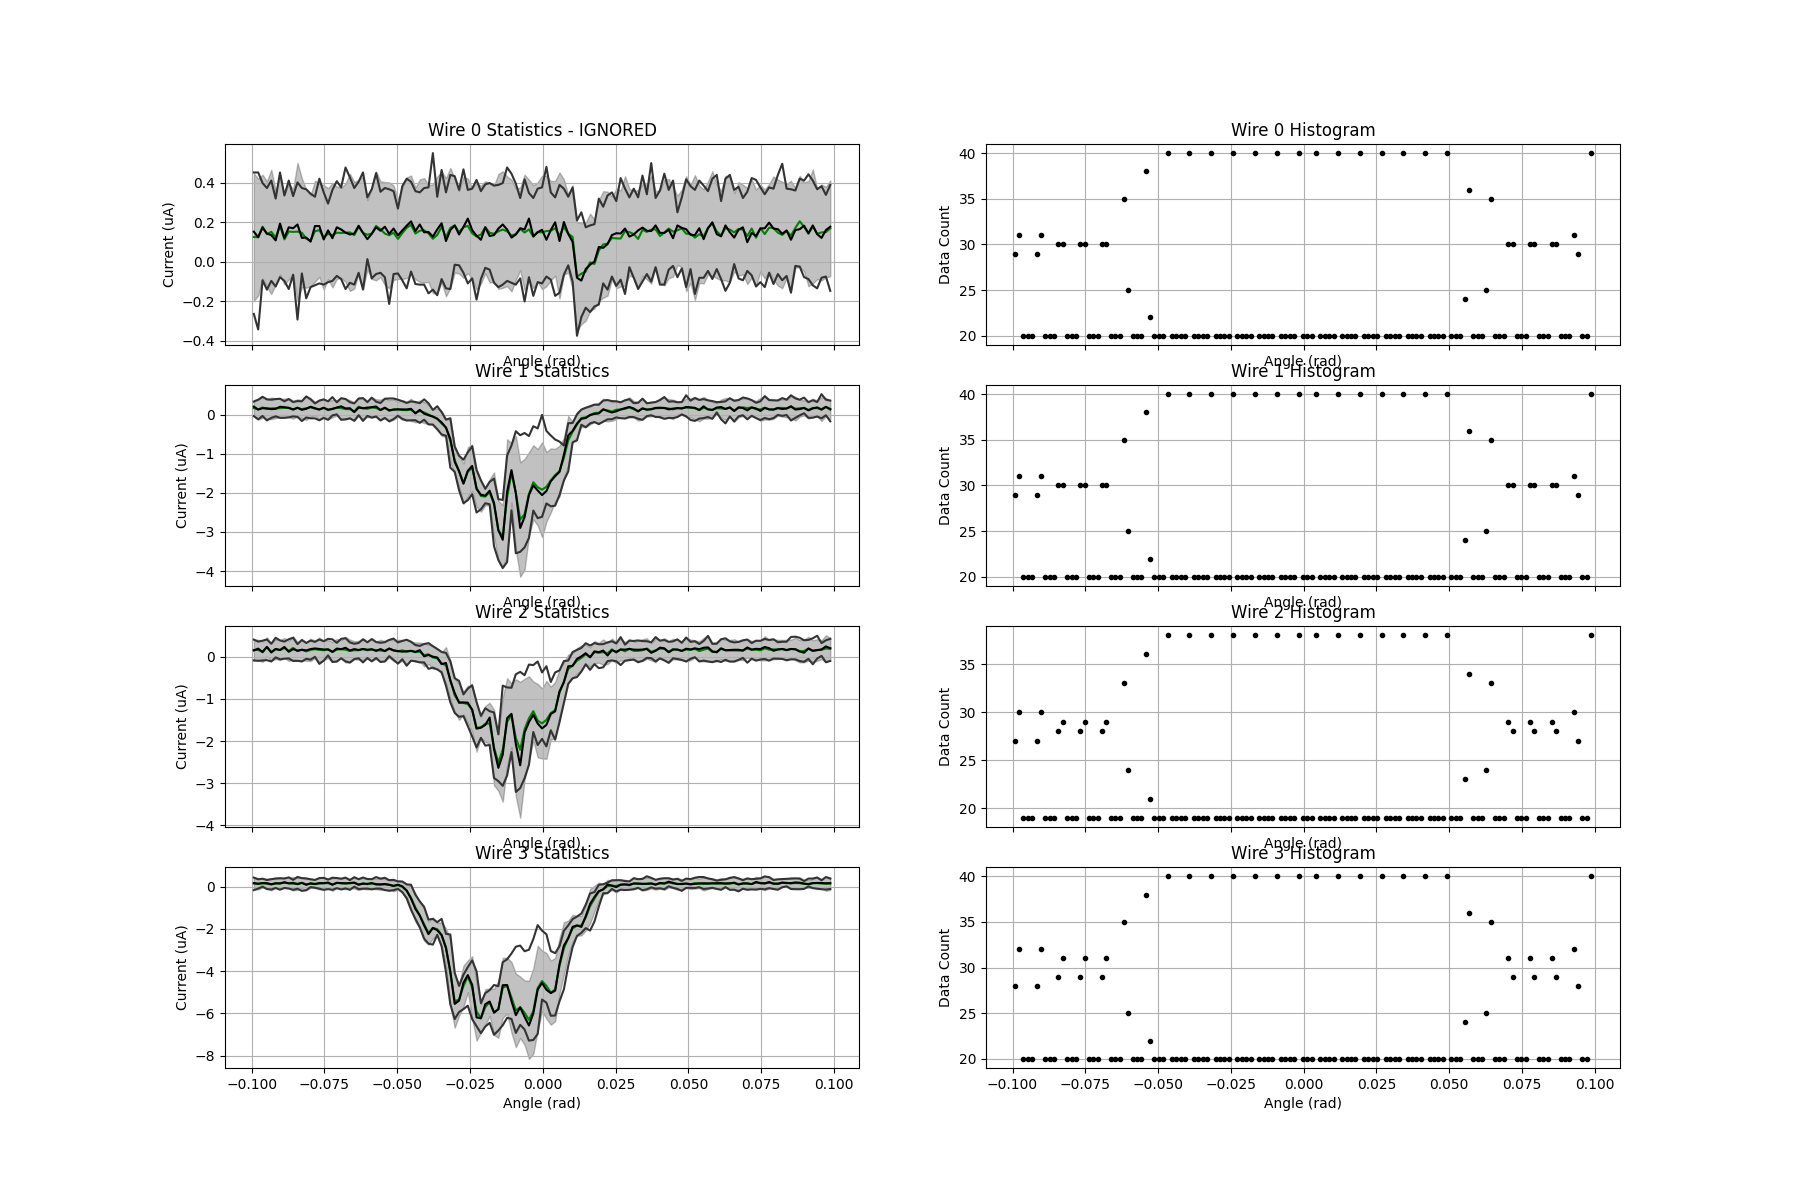 Wire 0 Statistics - IGNORED
Current (uA)
0.4
0.2
0.0
−0.2
−0.4
Angle (rad)
Wire 0 Histogram
Data Count
40
35
30
25
20
Angle (rad)
Wire 1 Statistics
Current (uA)
0
−1
−2
−3
−4
Angle (rad)
Wire 1 Histogram
Data Count
40
35
30
25
20
Angle (rad)
Wire 2 Statistics
Current (uA)
0
−1
−2
−3
−4
Angle (rad)
Wire 2 Histogram
Data Count
35
30
25
20
Angle (rad)
Wire 3 Statistics
Current (uA)
0
−2
−4
−6
−8
−0.100 −0.075 −0.050 −0.025 0.000 0.025 0.050 0.075 0.100
Angle (rad)
Wire 3 Histogram
Data Count
40
35
30
25
20
−0.100 −0.075 −0.050 −0.025 0.000 0.025 0.050 0.075 0.100
Angle (rad)